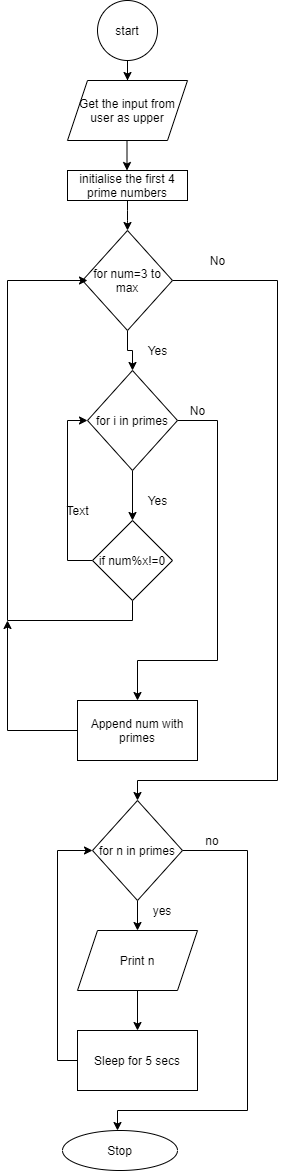 start
Get the input from
user as upper
initialise the first 4
prime numbers
for num=3 to
max
No
Yes
for i in primes
No
Yes
Text
if num%x!=0
Append num with
primes
for n in primes
no
yes
Print n
Sleep for 5 secs
Stop